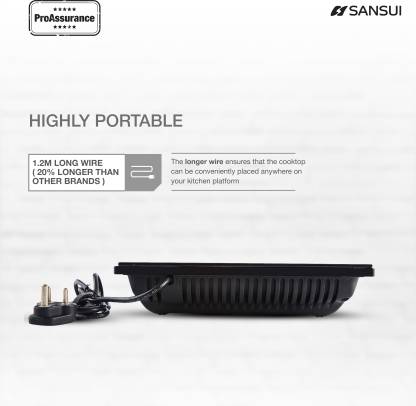 ProAssurance
SANSUI
HIGHLY PORTABLE
1.2M LONG WIRE
( 20% LONGER THAN
OTHER BRANDS )
The longer wire ensures that the cooktop
can be conveniently placed anywhere on
your kitchen platform